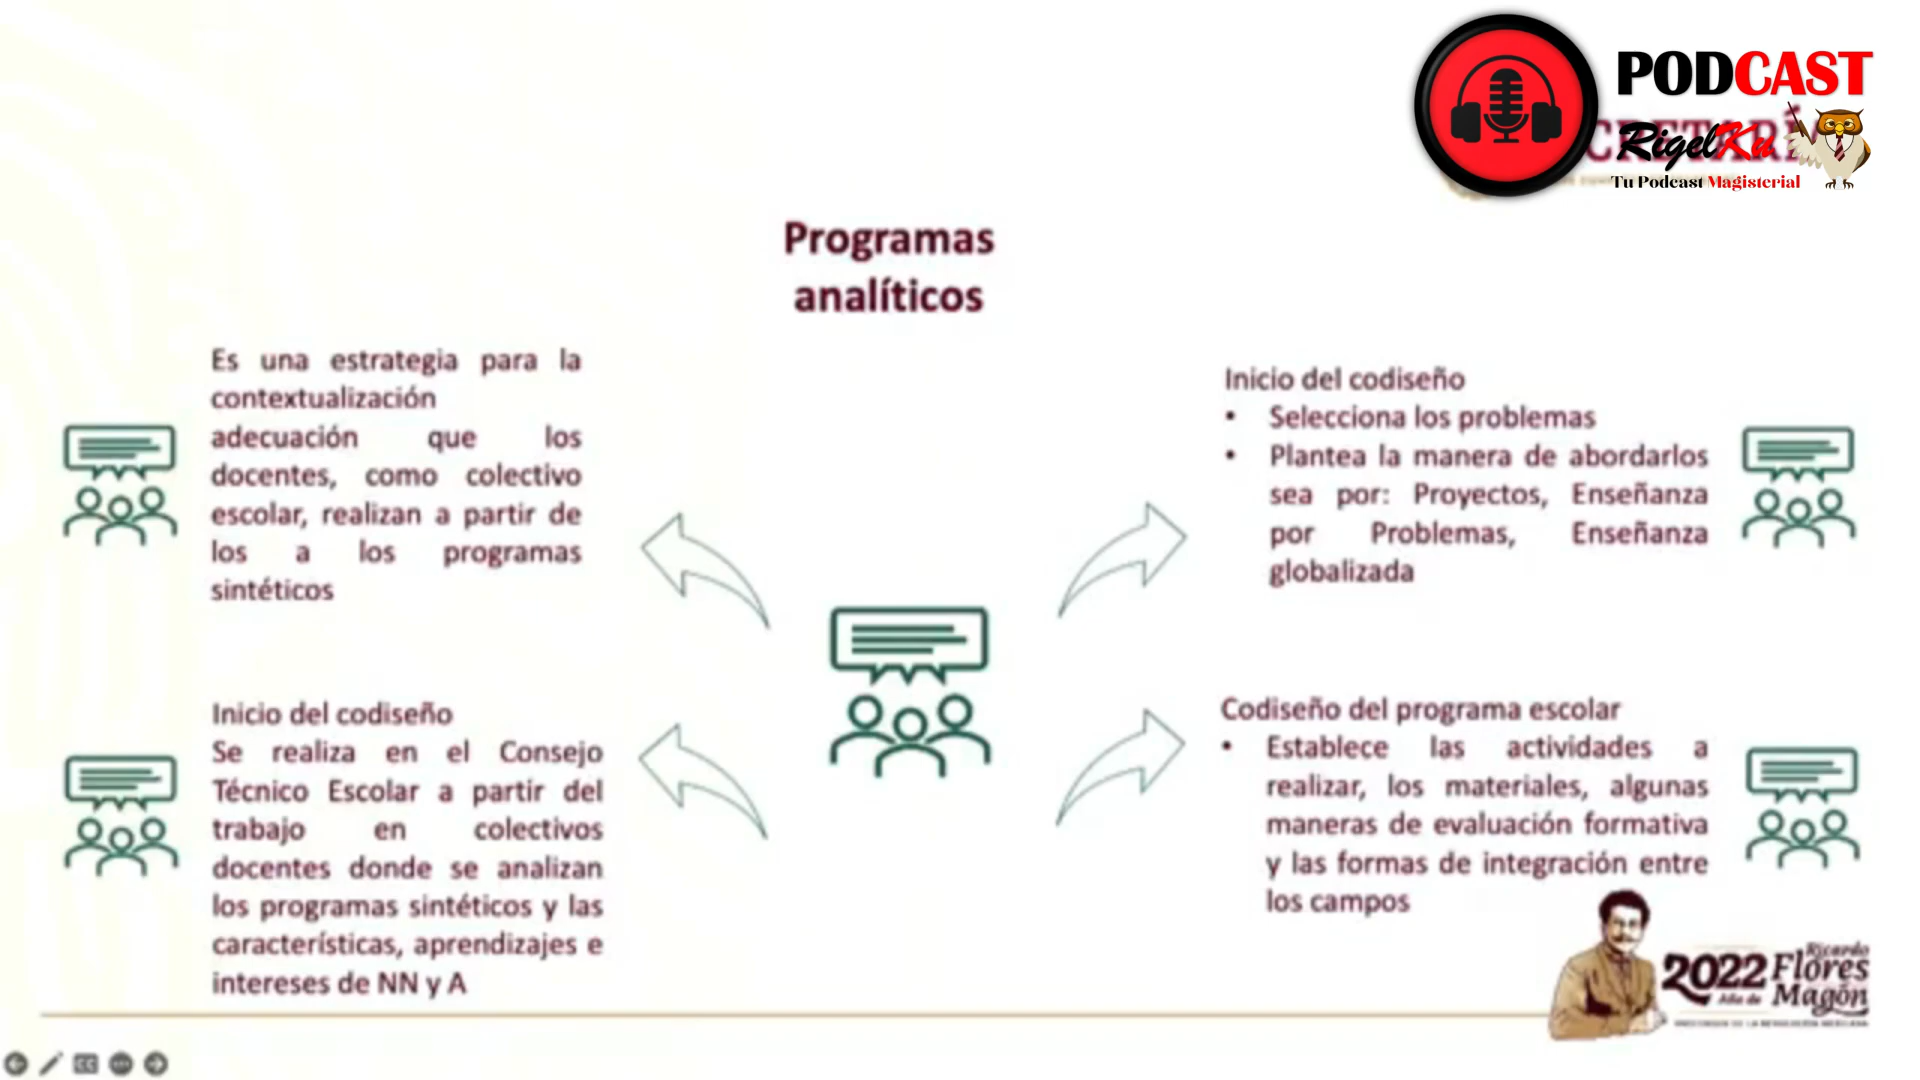 PODCAST
CRETARÍ
RigelKu
Tu Podcast Magisterial
Programas
analíticos
Es una estrategia para la
contextualización
adecuación que los
docentes, como colectivo
escolar, realizan a partir de
los a los programas
sintéticos
Inicio del codiseño
Se realiza en el Consejo
Técnico Escolar a partir del
trabajo en colectivos
docentes donde se analizan
los programas sintéticos y las
características, aprendizajes e
intereses de NN y A
Inicio del codiseño
• Selecciona los problemas
• Plantea la manera de abordarlos
sea por: Proyectos, Enseñanza
por Problemas, Enseñanza
globalizada
Codiseño del programa escolar
• Establece las actividades a
realizar, los materiales, algunas
maneras de evaluación formativa
y las formas de integración entre
los campos
2022 Ricardo
Año de Flores
Magón